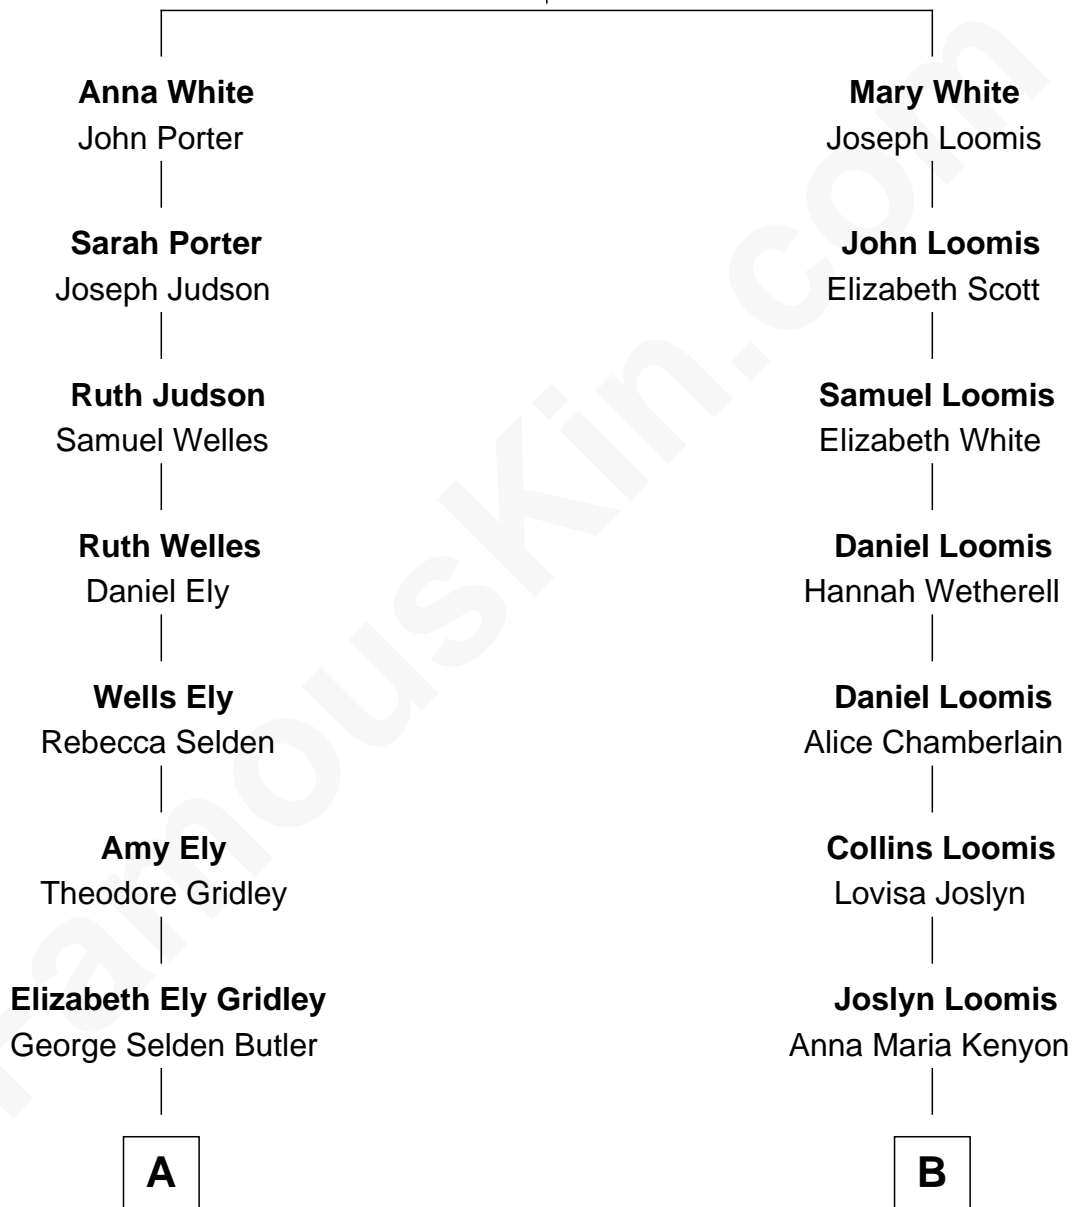 Anna White
John Porter
Sarah Porter
Joseph Judson
Ruth Judson
Samuel Welles
Ruth Welles
Daniel Ely
Wells Ely
Rebecca Selden
Amy Ely
Theodore Gridley
Elizabeth Ely Gridley
George Selden Butler
A
Mary White
Joseph Loomis
John Loomis
Elizabeth Scott
Samuel Loomis
Elizabeth White
Daniel Loomis
Hannah Wetherell
Daniel Loomis
Alice Chamberlain
Collins Loomis
Lovisa Joslyn
Joslyn Loomis
Anna Maria Kenyon
B
FamousKin.com